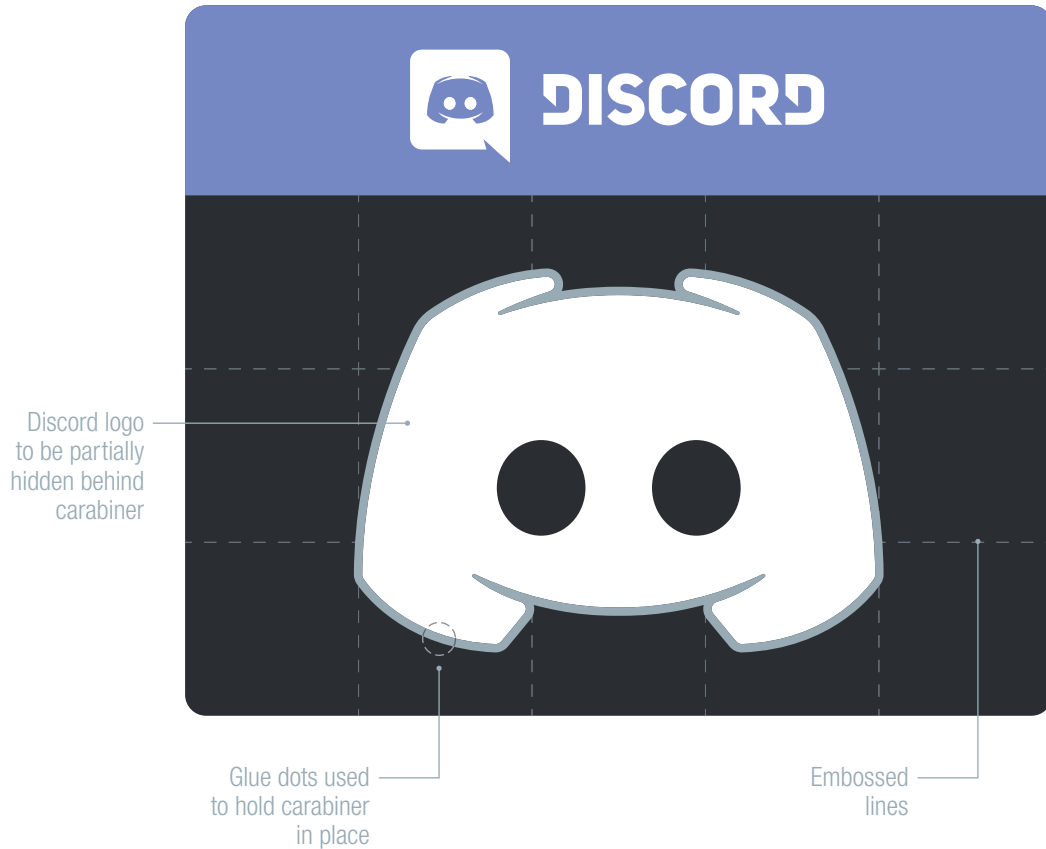 DISCORD
Discord logo
to be partially
hidden behind
carabiner
Glue dots used
to hold carabiner
in place
Embossed
lines